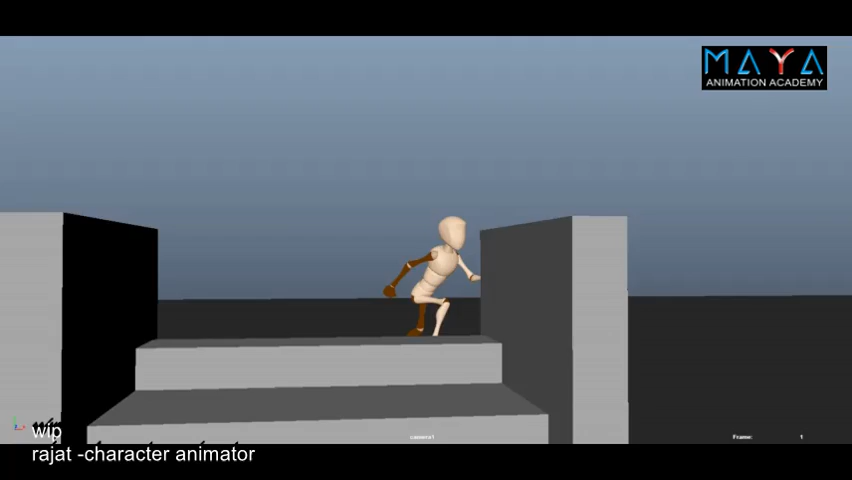 MAYA
ANIMATION ACADEMY
wip
camera1
Frame: 1
rajat -character animator